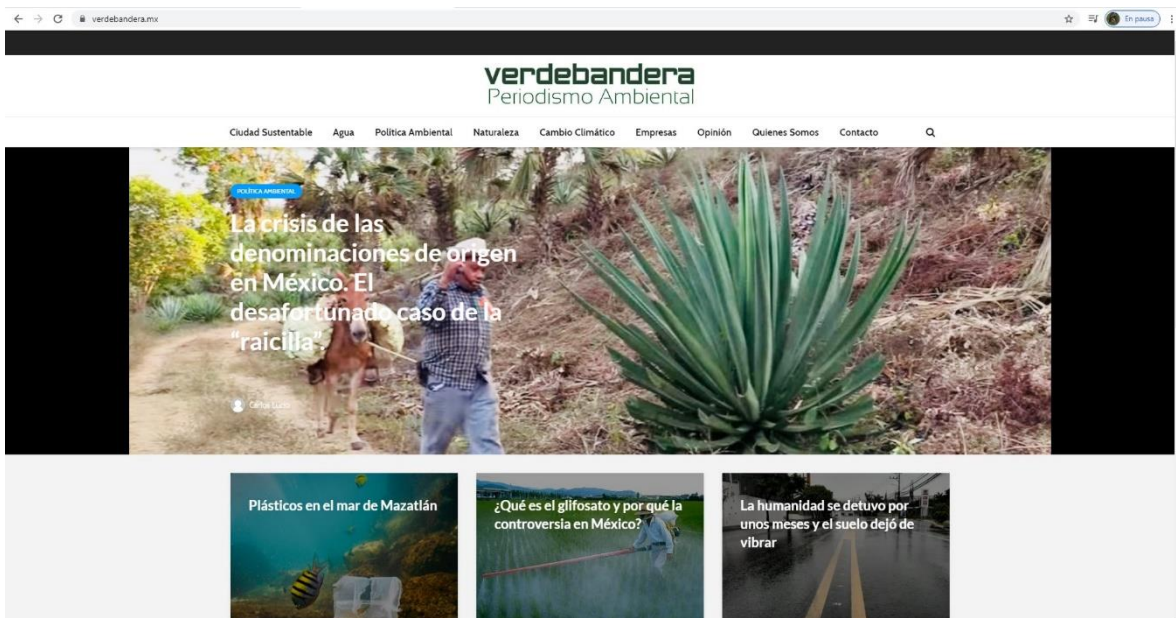 verdebandera.mx
En pausa
verdebandera
Periodismo Ambiental
Ciudad Sustentable Agua Política Ambiental Naturaleza Cambio Climático Empresas Opinión Quienes Somos Contacto
POLÍTICA AMBIENTAL
La crisis de las
denominaciones de origen
en México. El
desafortunado caso de la
“raicilla”.
Carlos Lucio
Plásticos en el mar de Mazatlán
¿Qué es el glifosato y por qué la
controversia en México?
La humanidad se detuvo por
unos meses y el suelo dejó de
vibrar